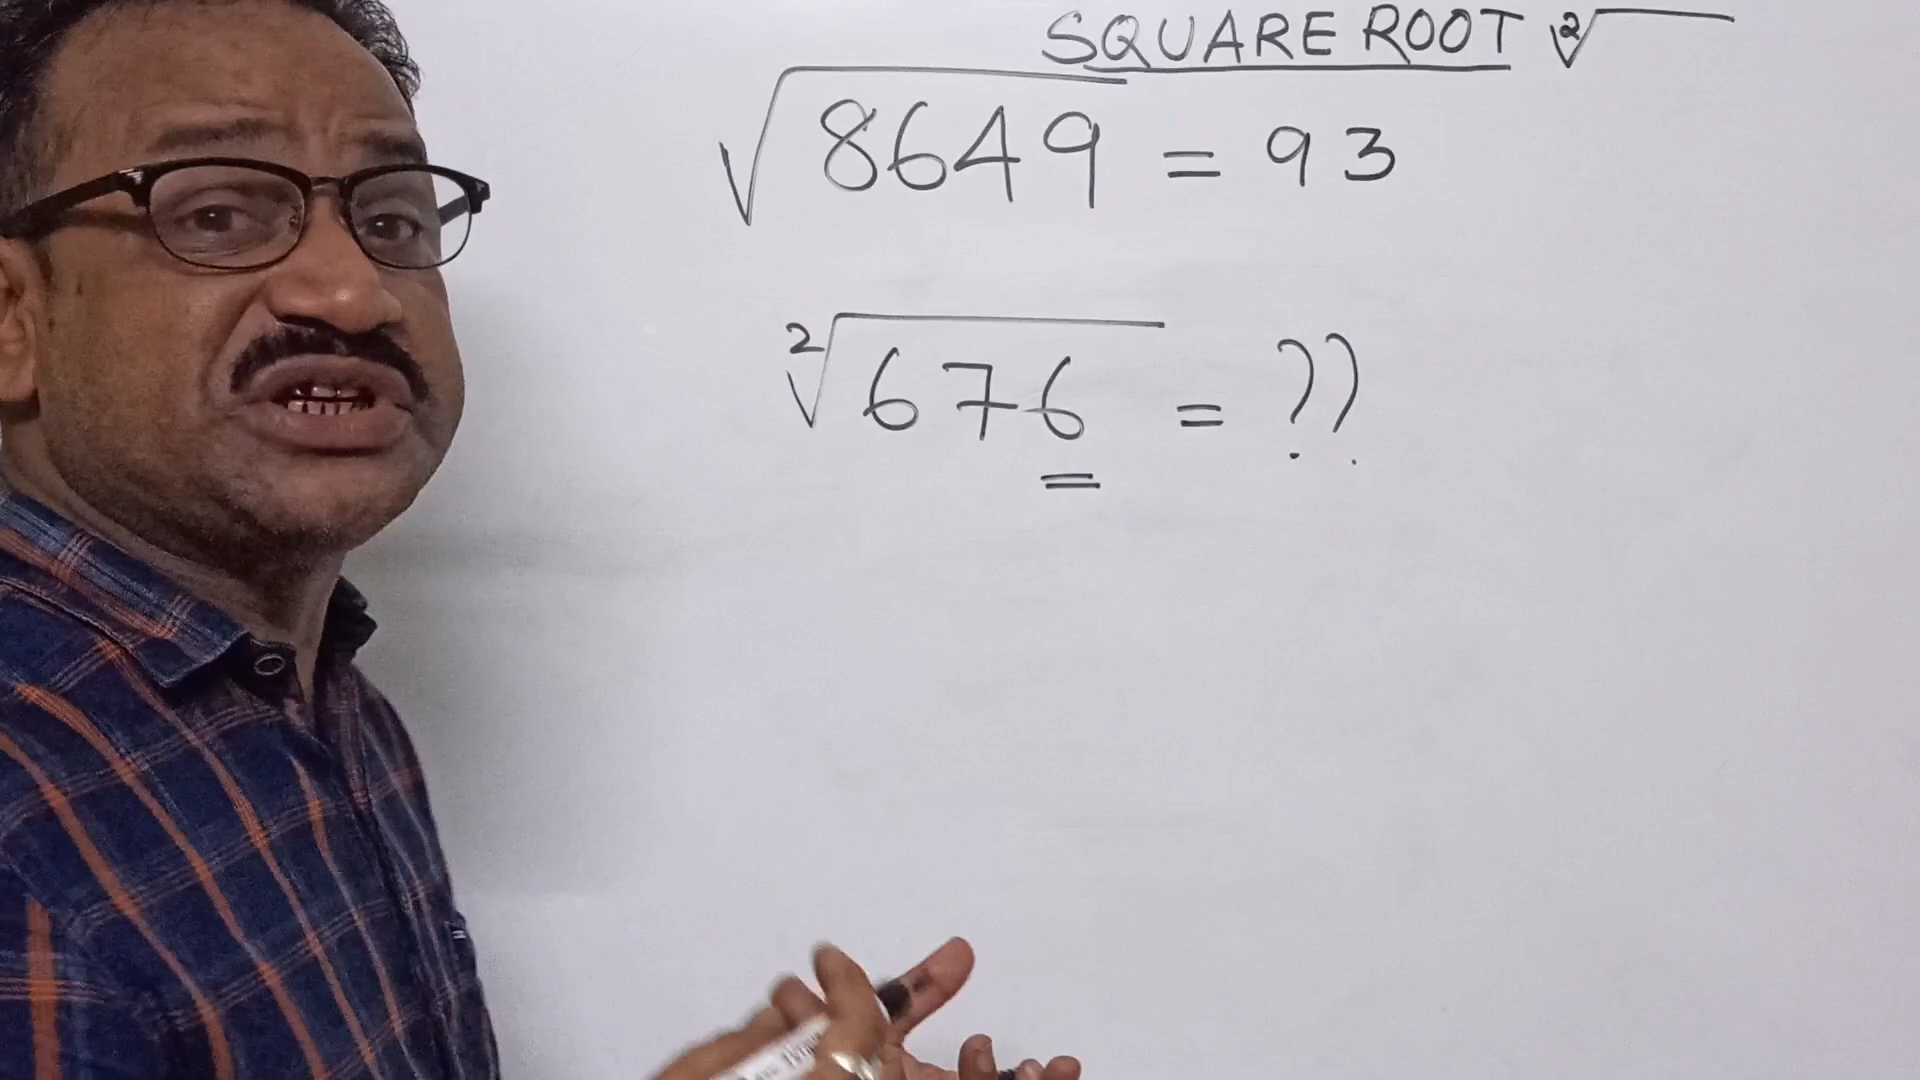 SQUARE ROOT ²√
√8649 = 93
²√676 = ??